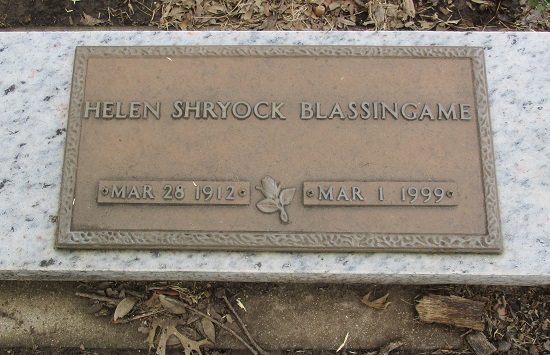 HELEN SHRYOCK BLASSINGAME
MAR 28 1912 MAR 1 1999